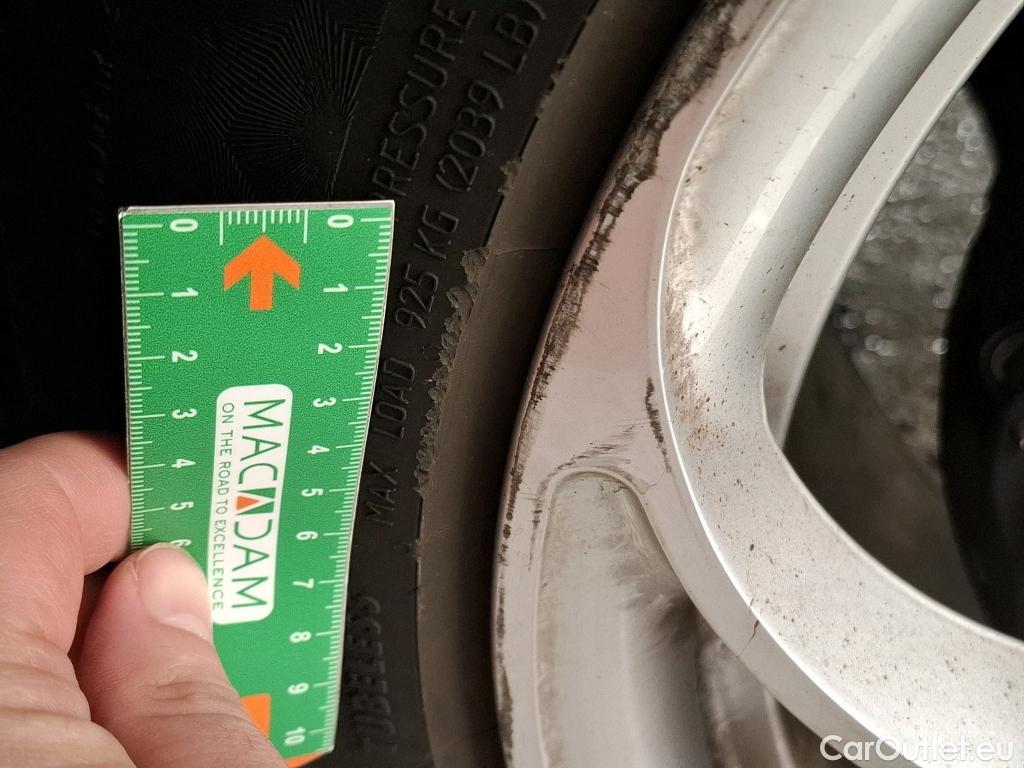 PRESSURE
MAX LOAD 925 KG (2039 LB)
TUBELESS
0 0
1 1
2 2
3 3
4 4
5 5
6 6
7
8
9
10
MACADAM
ON THE ROAD TO EXCELLENCE
CarOutlet.eu